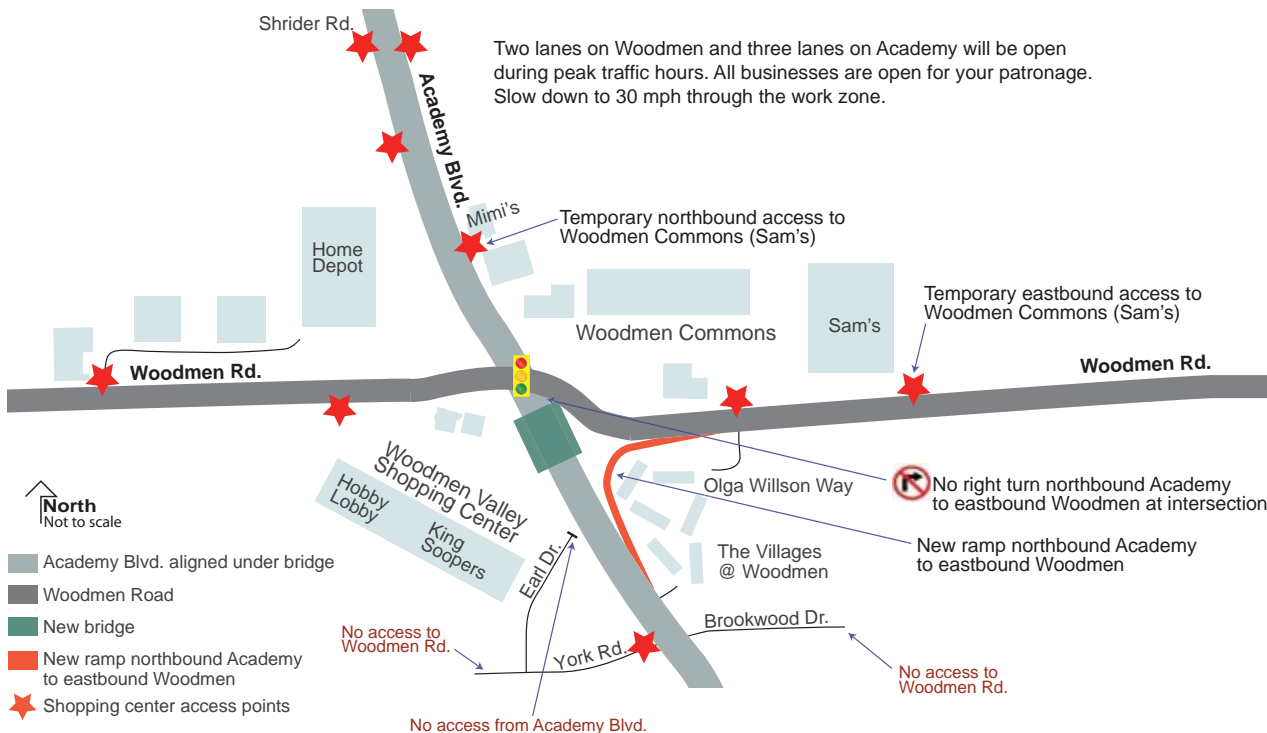 Shrider Rd.
Academy Blvd.
Two lanes on Woodmen and three lanes on Academy will be open
during peak traffic hours. All businesses are open for your patronage.
Slow down to 30 mph through the work zone.
Mimi's
Temporary northbound access to
Woodmen Commons (Sam's)
Home
Depot
Woodmen Commons
Sam's
Temporary eastbound access to
Woodmen Commons (Sam's)
Woodmen Rd.
Woodmen Rd.
Woodmen Valley
Shopping Center
Hobby
Lobby
King
Soopers
Olga Willson Way
No right turn northbound Academy
to eastbound Woodmen at intersection
New ramp northbound Academy
to eastbound Woodmen
The Villages
@ Woodmen
Earl Dr.
Brookwood Dr.
York Rd.
No access to
Woodmen Rd.
No access to
Woodmen Rd.
No access from Academy Blvd.
North
Not to scale
Academy Blvd. aligned under bridge
Woodmen Road
New bridge
New ramp northbound Academy
to eastbound Woodmen
Shopping center access points